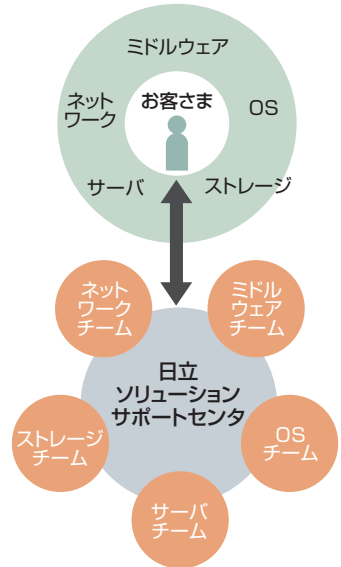 ミドルウェア
ネット
ワーク
お客さま
OS
サーバ
ストレージ
ネット
ワーク
チーム
ミドル
ウェア
チーム
日立
ソリューション
サポートセンタ
ストレージ
チーム
OS
チーム
サーバ
チーム